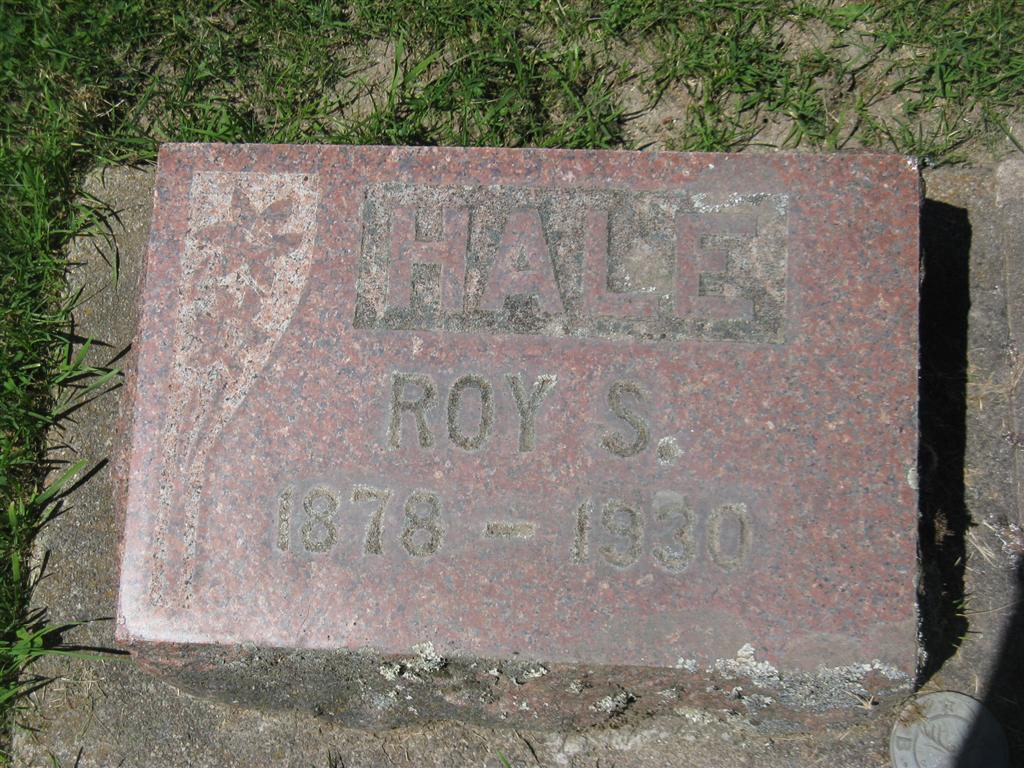 HALE
ROY S.
1878 - 1930
B